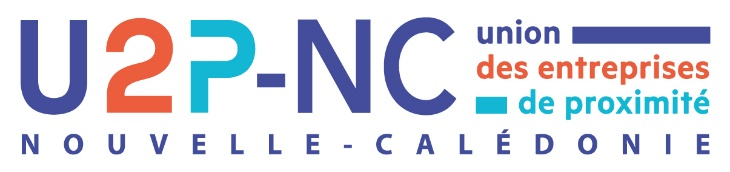 U2P-NC
union
des entreprises
de proximité
NOUVELLE-CALÉDONIE